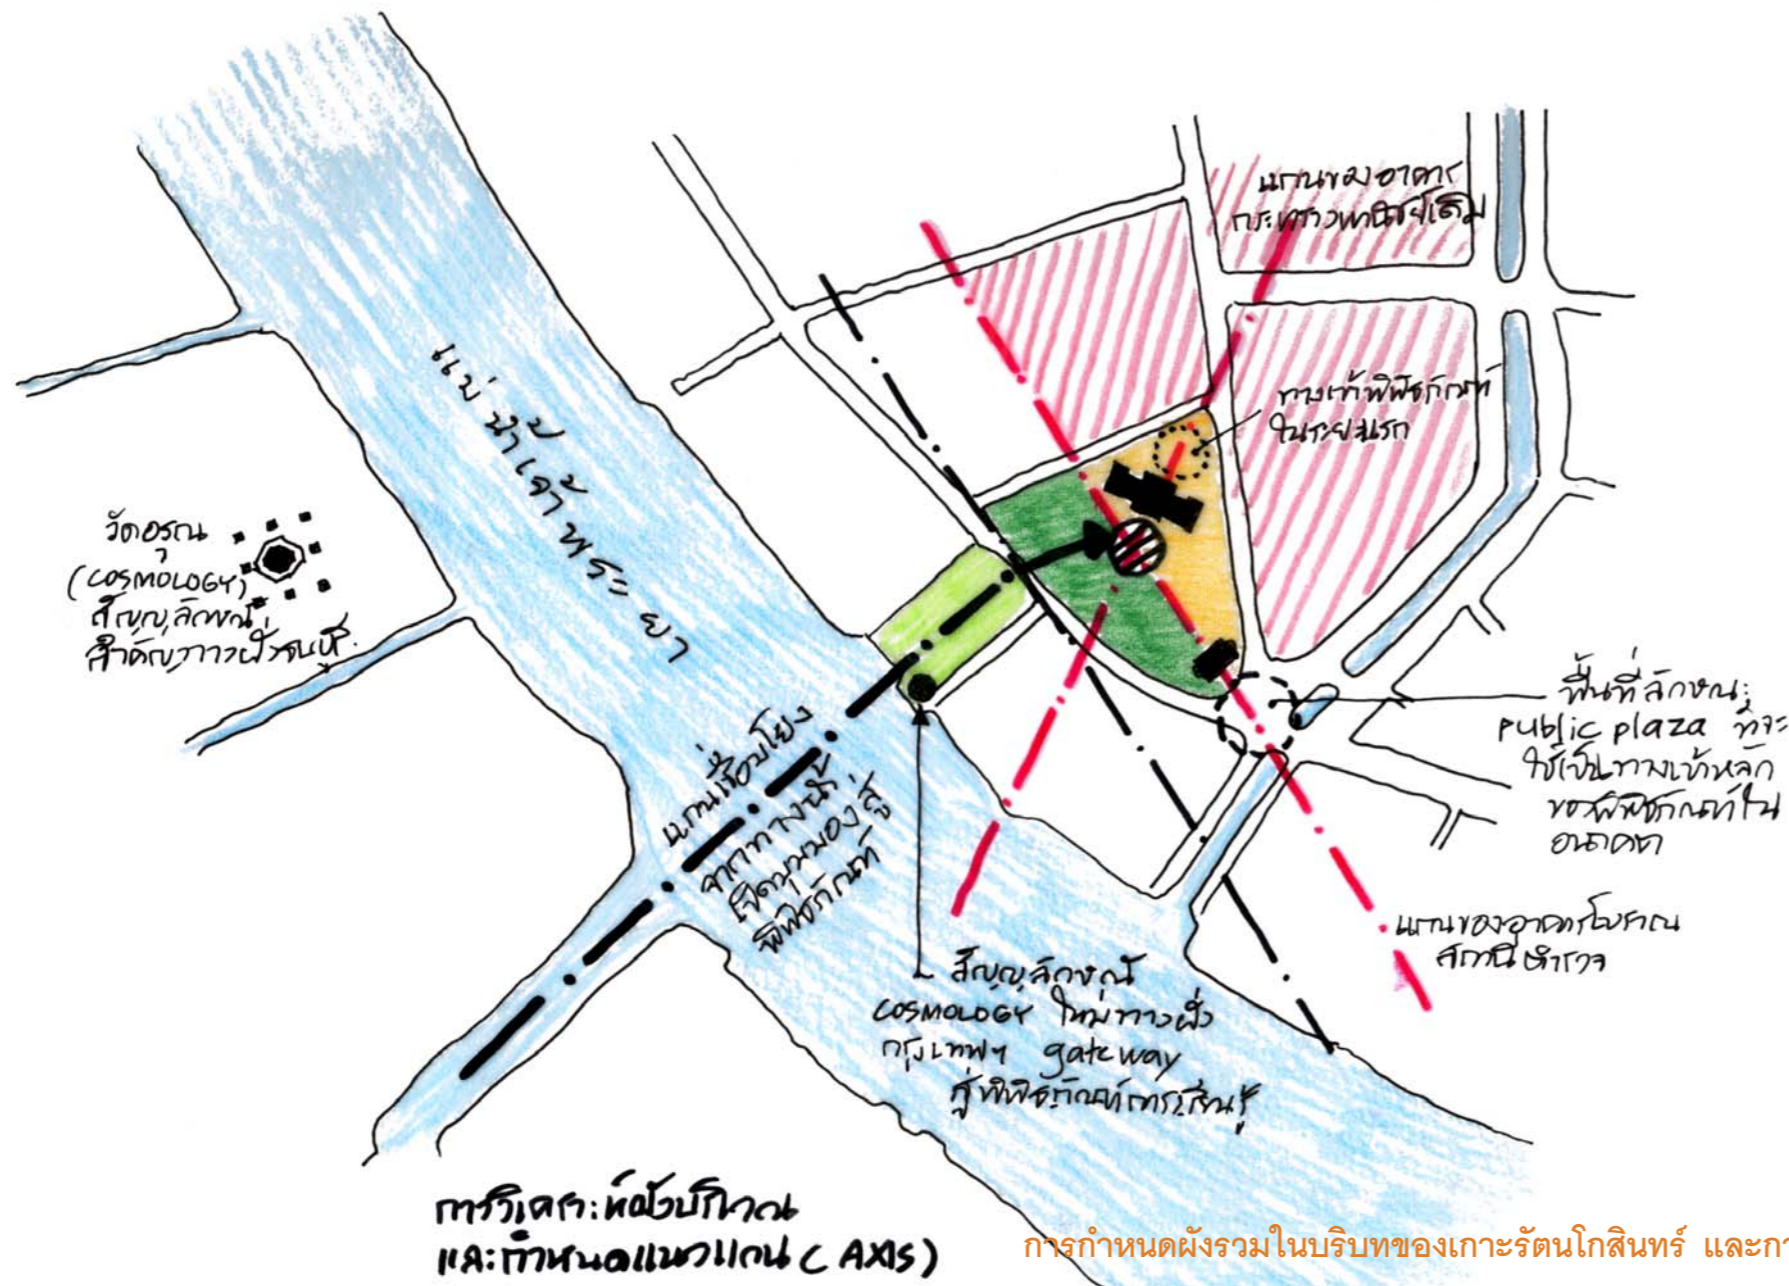 แกนของอาคาร
กระทรวงพาณิชย์เดิม
ทางเข้าพิพิธภัณฑ์
ในระยะแรก
แม่น้ำเจ้าพระยา
วัดอรุณ
(COSMOLOGY)
สัญญลักษณ์
สำคัญทางฝั่งธนบุรี
พื้นที่ลักษณะ
public plaza ที่จะ
ใช้เป็นทางเข้าหลัก
ของพิพิธภัณฑ์ใน
อนาคต
แกนเชื่อมโยง
จากทางน้ำ
เปิดมุมมองสู่
พิพิธภัณฑ์
แกนของอาคารโบราณ
สถานีตำรวจ
สัญญลักษณ์
COSMOLOGY ใหม่ทางฝั่ง
กรุงเทพฯ gateway
สู่พิพิธภัณฑ์การเรียนรู้
การวิเคราะห์ผังบริเวณ
และกำหนดแนวแกน (AXIS)
การกำหนดผังรวมในบริบทของเกาะรัตนโกสินทร์ และกา